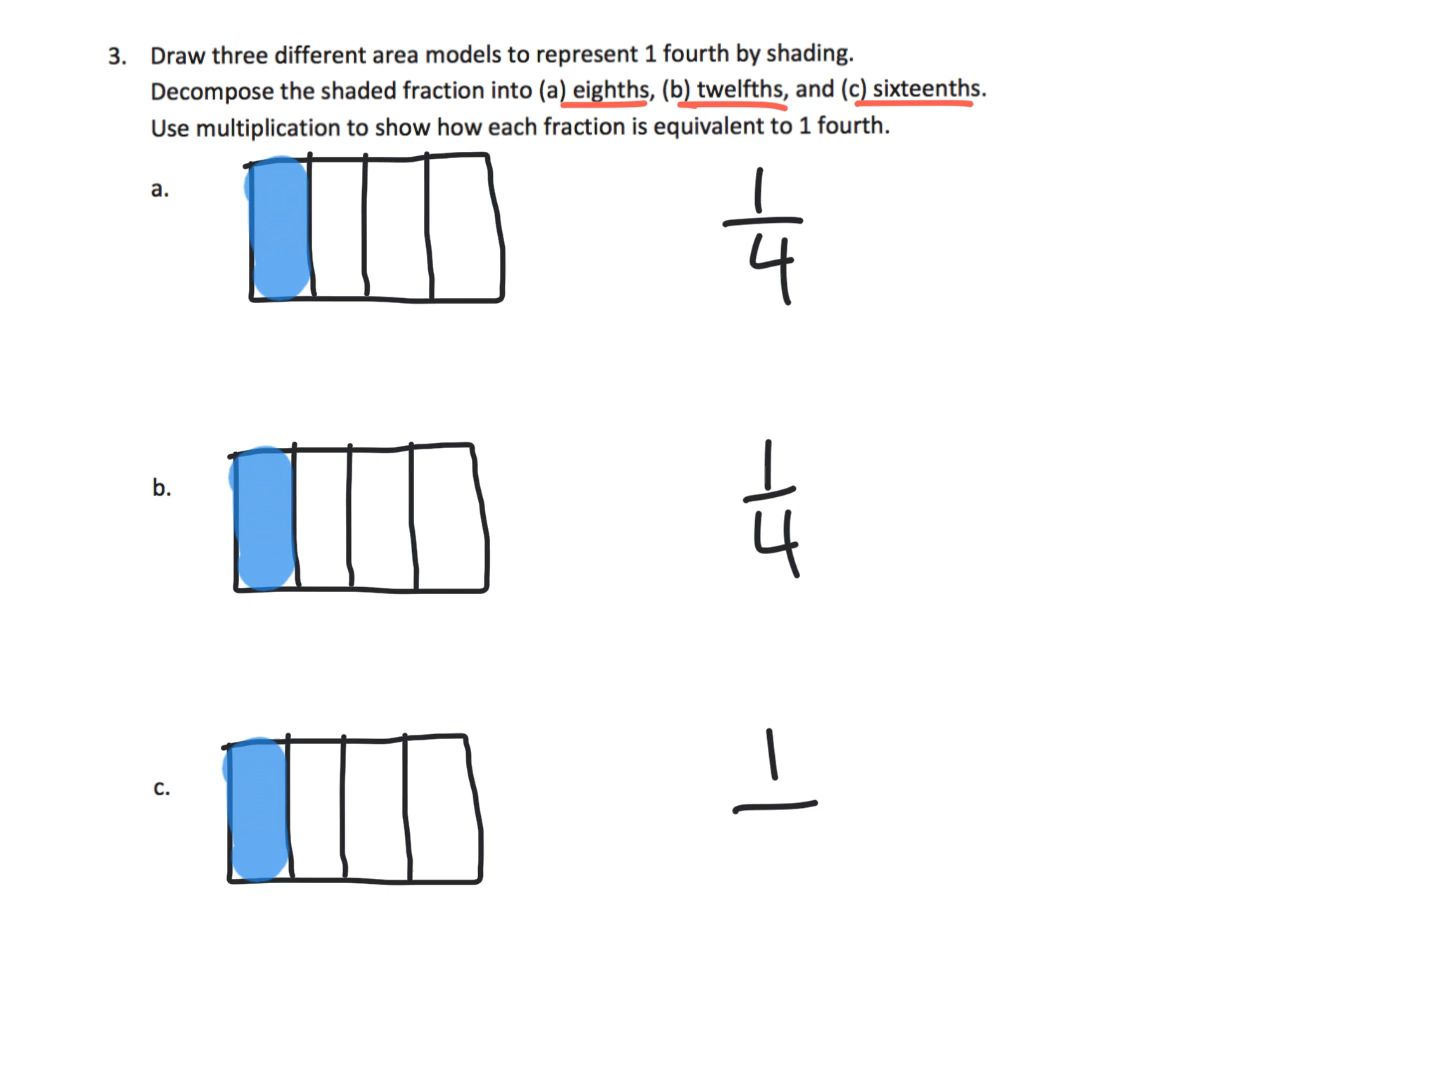 3. Draw three different area models to represent 1 fourth by shading.
Decompose the shaded fraction into (a) eighths, (b) twelfths, and (c) sixteenths.
Use multiplication to show how each fraction is equivalent to 1 fourth.
a.
1
4
b.
1
4
c.
1